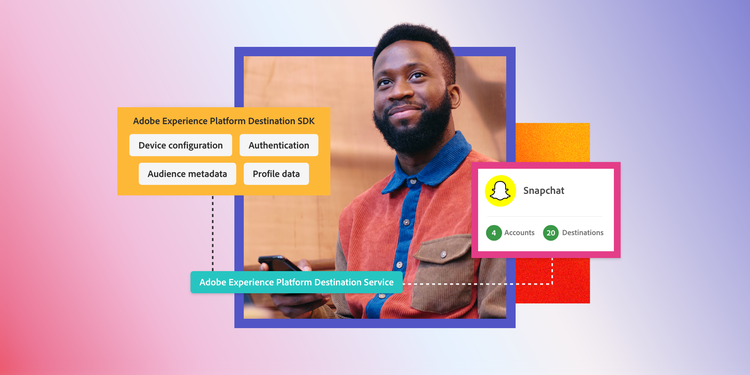 Adobe Experience Platform Destination SDK
Device configuration
Authentication
Audience metadata
Profile data
Snapchat
4 Accounts
20 Destinations
Adobe Experience Platform Destination Service